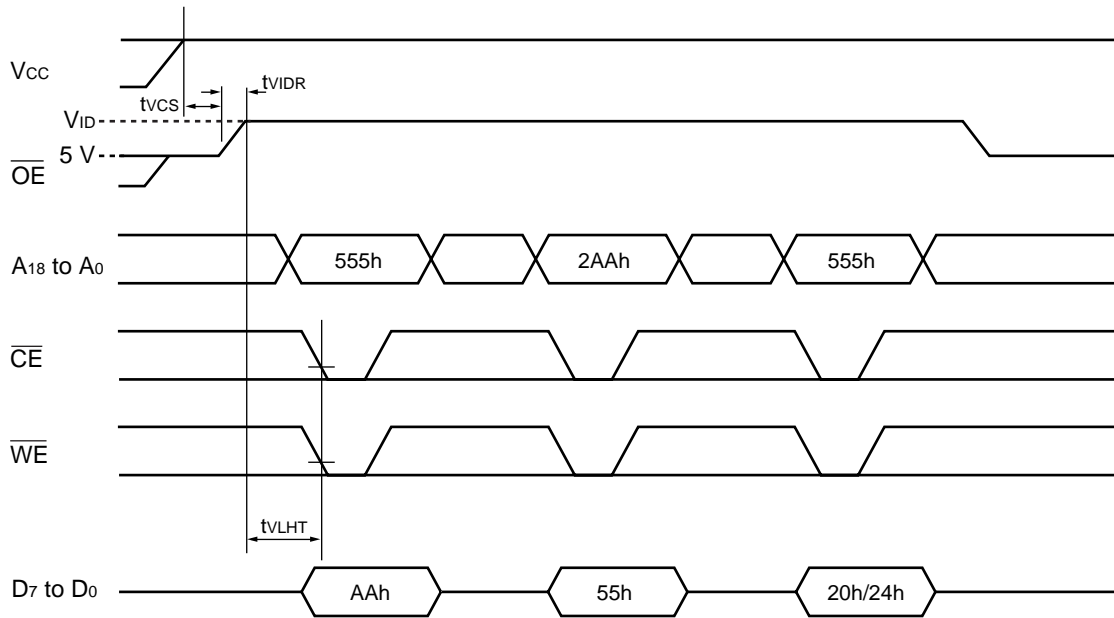 VCC
tVCS
tVIDR
VID
5 V
OE
A18 to A0
555h
2AAh
555h
CE
WE
tVLHT
D7 to D0
AAh
55h
20h/24h